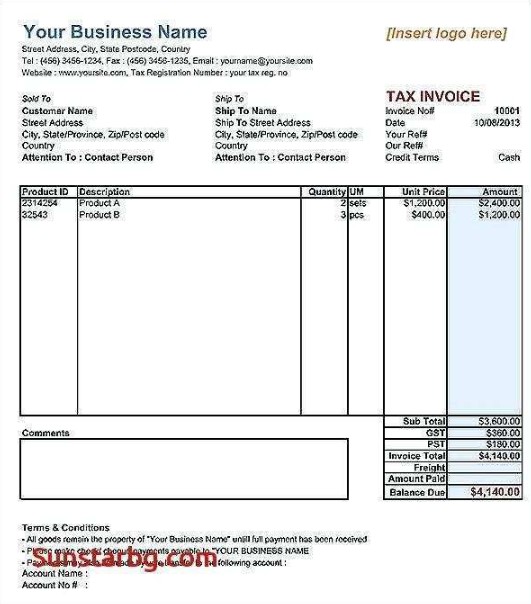 Your Business Name
[Insert logo here]
Street Address, City, State Postcode, Country
Tel : (456) 3456-1234, Fax : (456) 3456-1235, Email : yourname@yoursite.com
Website : www.yoursite.com, Tax Registration Number : your tax reg. no
Sold To
Customer Name
Street Address
City, State/Province, Zip/Post code
Country
Attention To : Contact Person
Ship To
Ship To Name
Ship To Street Address
City, State/Province, Zip/Post code
Country
Attention To : Contact Person
TAX INVOICE
Invoice No# 10001
Date 10/08/2013
Your Ref#
Our Ref#
Credit Terms Cash
Product ID Description Quantity UM Unit Price Amount
2314254 Product A 2 sets $1,200.00 $2,400.00
32543 Product B 3 pcs $400.00 $1,200.00
Sub Total $3,600.00
GST $360.00
PST $180.00
Invoice Total $4,140.00
Freight
Amount Paid
Balance Due $4,140.00
Comments
Terms & Conditions
- All goods remain the property of "Your Business Name" until full payment has been received
- Please make payments payable to "YOUR BUSINESS NAME
- following account :
Sunstarbg.com
Account Name :
Account No# :